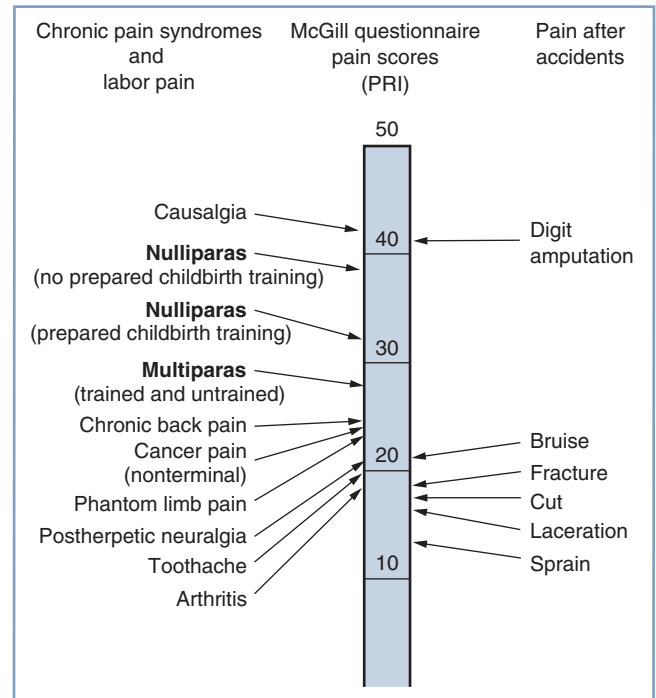 Chronic pain syndromes
and
labor pain
McGill questionnaire
pain scores
(PRI)
Pain after
accidents
50
Causalgia
40
Digit
amputation
Nulliparas
(no prepared childbirth training)
Nulliparas
(prepared childbirth training)
30
Multiparas
(trained and untrained)
Chronic back pain
Cancer pain
(nonterminal)
Phantom limb pain
Postherpetic neuralgia
Toothache
Arthritis
20
10
Bruise
Fracture
Cut
Laceration
Sprain